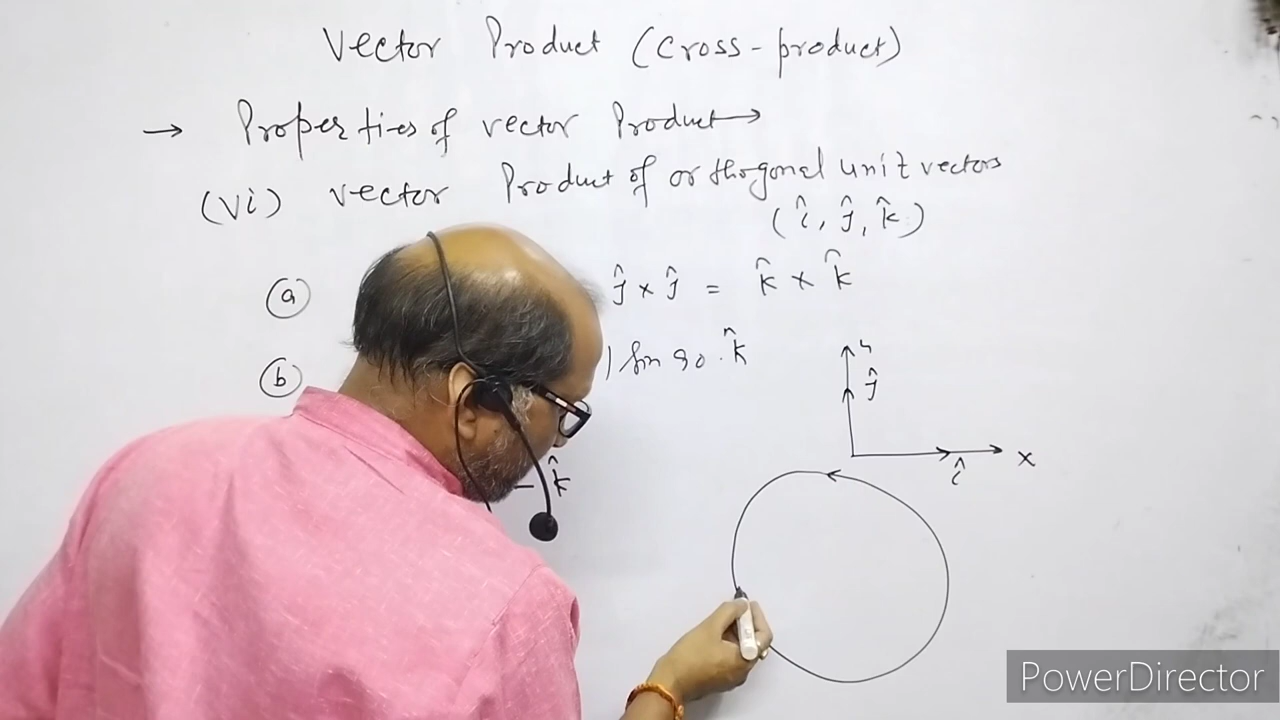 Vector Product (Cross-product)
→ Properties of vector Product →
(vi) vector Product of orthogonal unit vectors
(î, ĵ, k̂)
(a) ĵ × ĵ = k̂ × k̂
(b) ) Sin 90 . k̂
- k̂
y
ĵ
x
î
PowerDirector